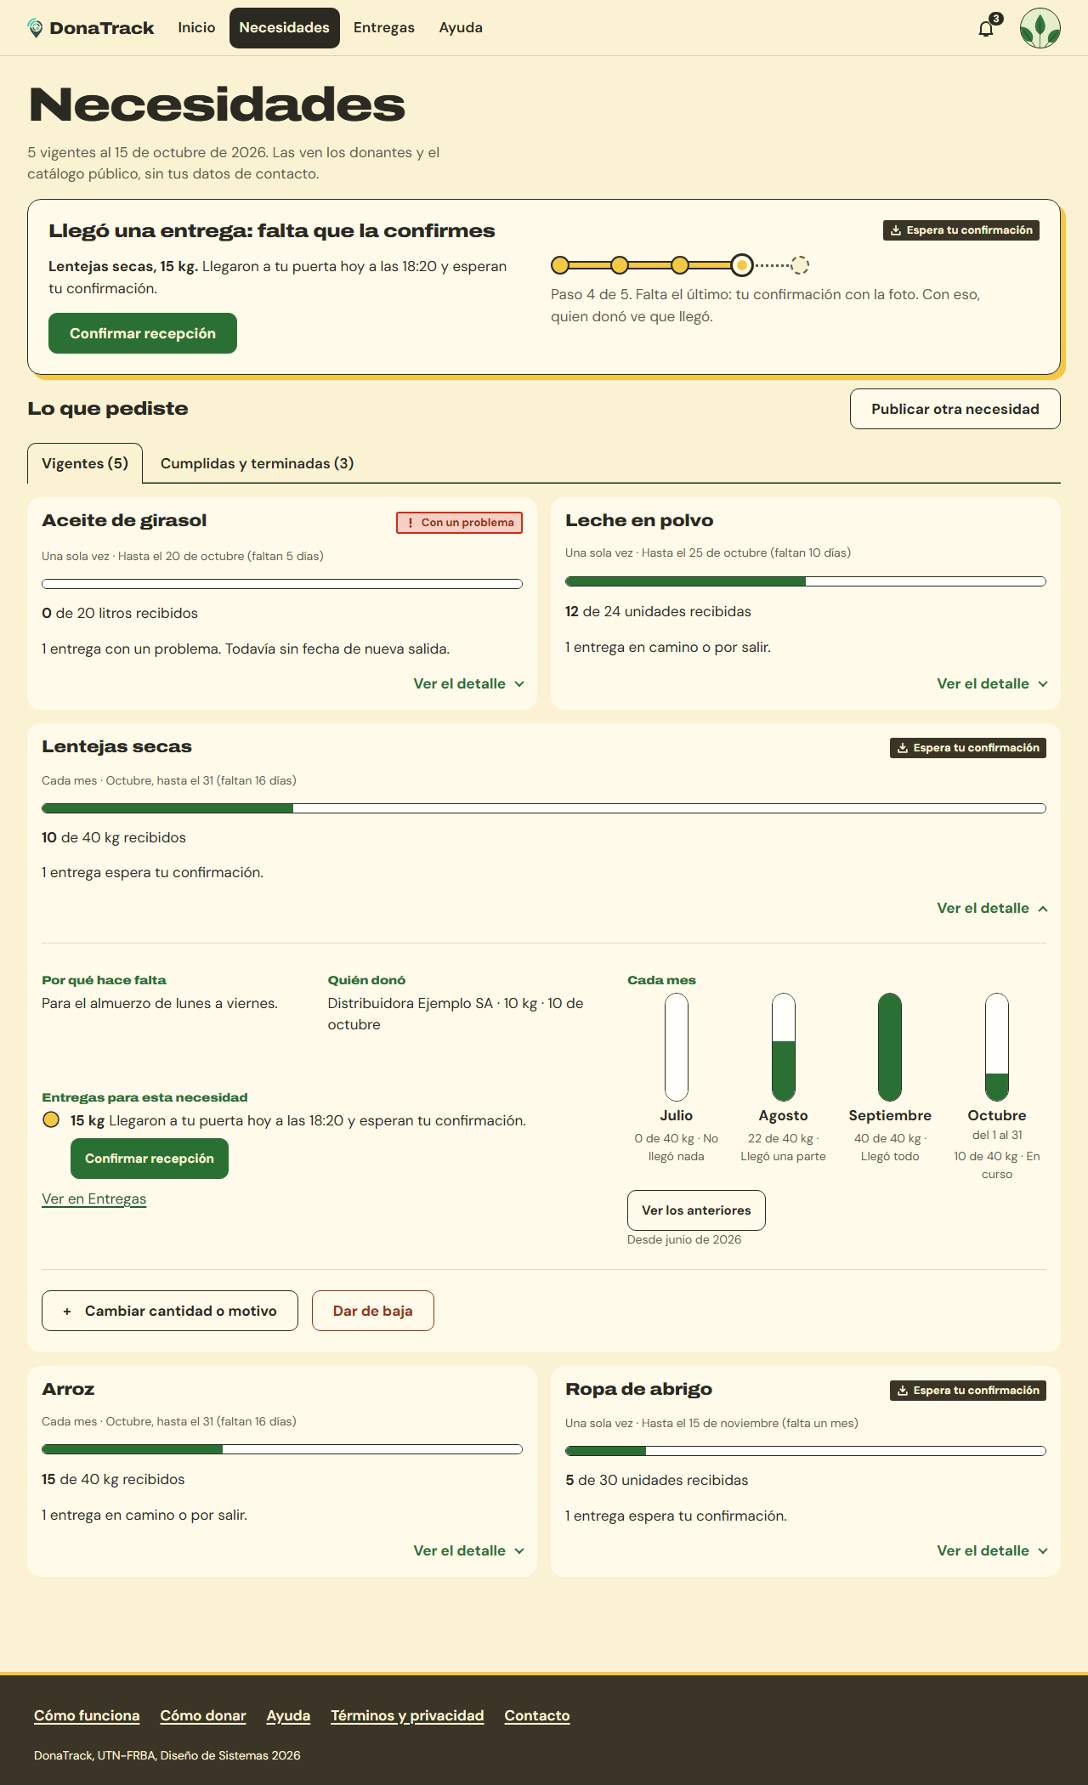 DonaTrack
Inicio
Necesidades
Entregas
Ayuda
3
Necesidades
5 vigentes al 15 de octubre de 2026. Las ven los donantes y el
catálogo público, sin tus datos de contacto.
Llegó una entrega: falta que la confirmes
Espera tu confirmación
Lentejas secas, 15 kg. Llegaron a tu puerta hoy a las 18:20 y esperan
tu confirmación.
Confirmar recepción
Paso 4 de 5. Falta el último: tu confirmación con la foto. Con eso,
quien donó ve que llegó.
Lo que pediste
Publicar otra necesidad
Vigentes (5)
Cumplidas y terminadas (3)
Aceite de girasol
! Con un problema
Una sola vez · Hasta el 20 de octubre (faltan 5 días)
0 de 20 litros recibidos
1 entrega con un problema. Todavía sin fecha de nueva salida.
Ver el detalle
Leche en polvo
Una sola vez · Hasta el 25 de octubre (faltan 10 días)
12 de 24 unidades recibidas
1 entrega en camino o por salir.
Ver el detalle
Lentejas secas
Espera tu confirmación
Cada mes · Octubre, hasta el 31 (faltan 16 días)
10 de 40 kg recibidos
1 entrega espera tu confirmación.
Ver el detalle
Por qué hace falta
Para el almuerzo de lunes a viernes.
Quién donó
Distribuidora Ejemplo SA · 10 kg · 10 de
octubre
Entregas para esta necesidad
15 kg Llegaron a tu puerta hoy a las 18:20 y esperan tu confirmación.
Confirmar recepción
Ver en Entregas
Cada mes
Julio
0 de 40 kg · No
llegó nada
Agosto
22 de 40 kg ·
Llegó una parte
Septiembre
40 de 40 kg ·
Llegó todo
Octubre
del 1 al 31
10 de 40 kg · En
curso
Ver los anteriores
Desde junio de 2026
+ Cambiar cantidad o motivo
Dar de baja
Arroz
Cada mes · Octubre, hasta el 31 (faltan 16 días)
15 de 40 kg recibidos
1 entrega en camino o por salir.
Ver el detalle
Ropa de abrigo
Espera tu confirmación
Una sola vez · Hasta el 15 de noviembre (falta un mes)
5 de 30 unidades recibidas
1 entrega espera tu confirmación.
Ver el detalle
Cómo funciona
Cómo donar
Ayuda
Términos y privacidad
Contacto
DonaTrack, UTN-FRBA, Diseño de Sistemas 2026